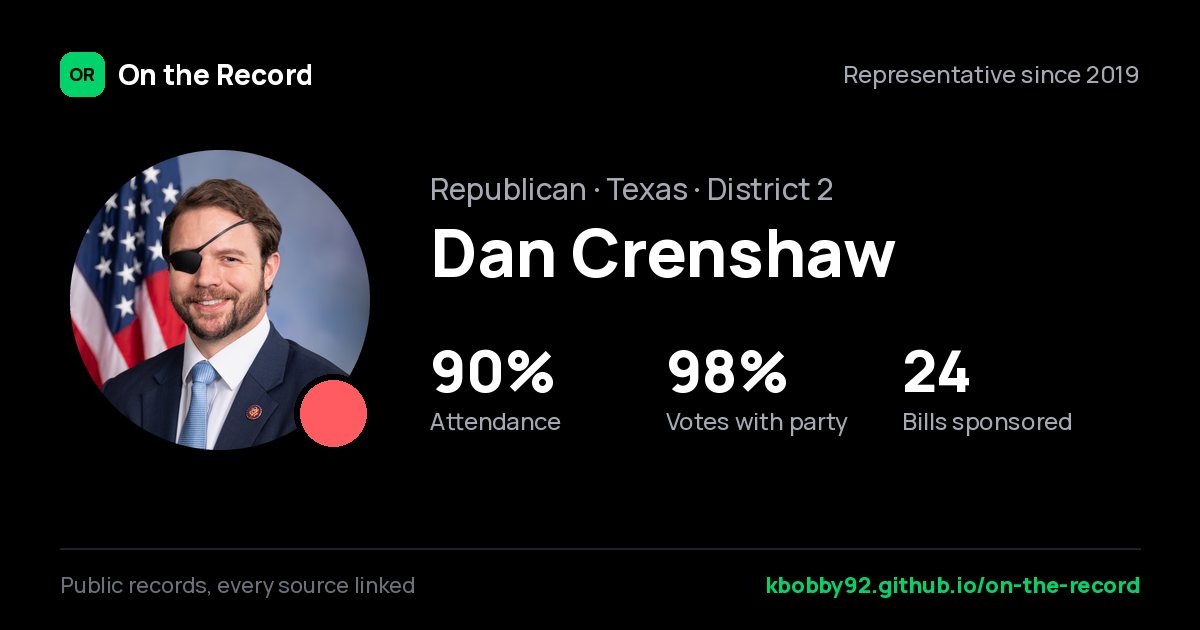 OR On the Record
Representative since 2019
Republican · Texas · District 2
Dan Crenshaw
90% 98% 24
Attendance Votes with party Bills sponsored
Public records, every source linked
kbobby92.github.io/on-the-record